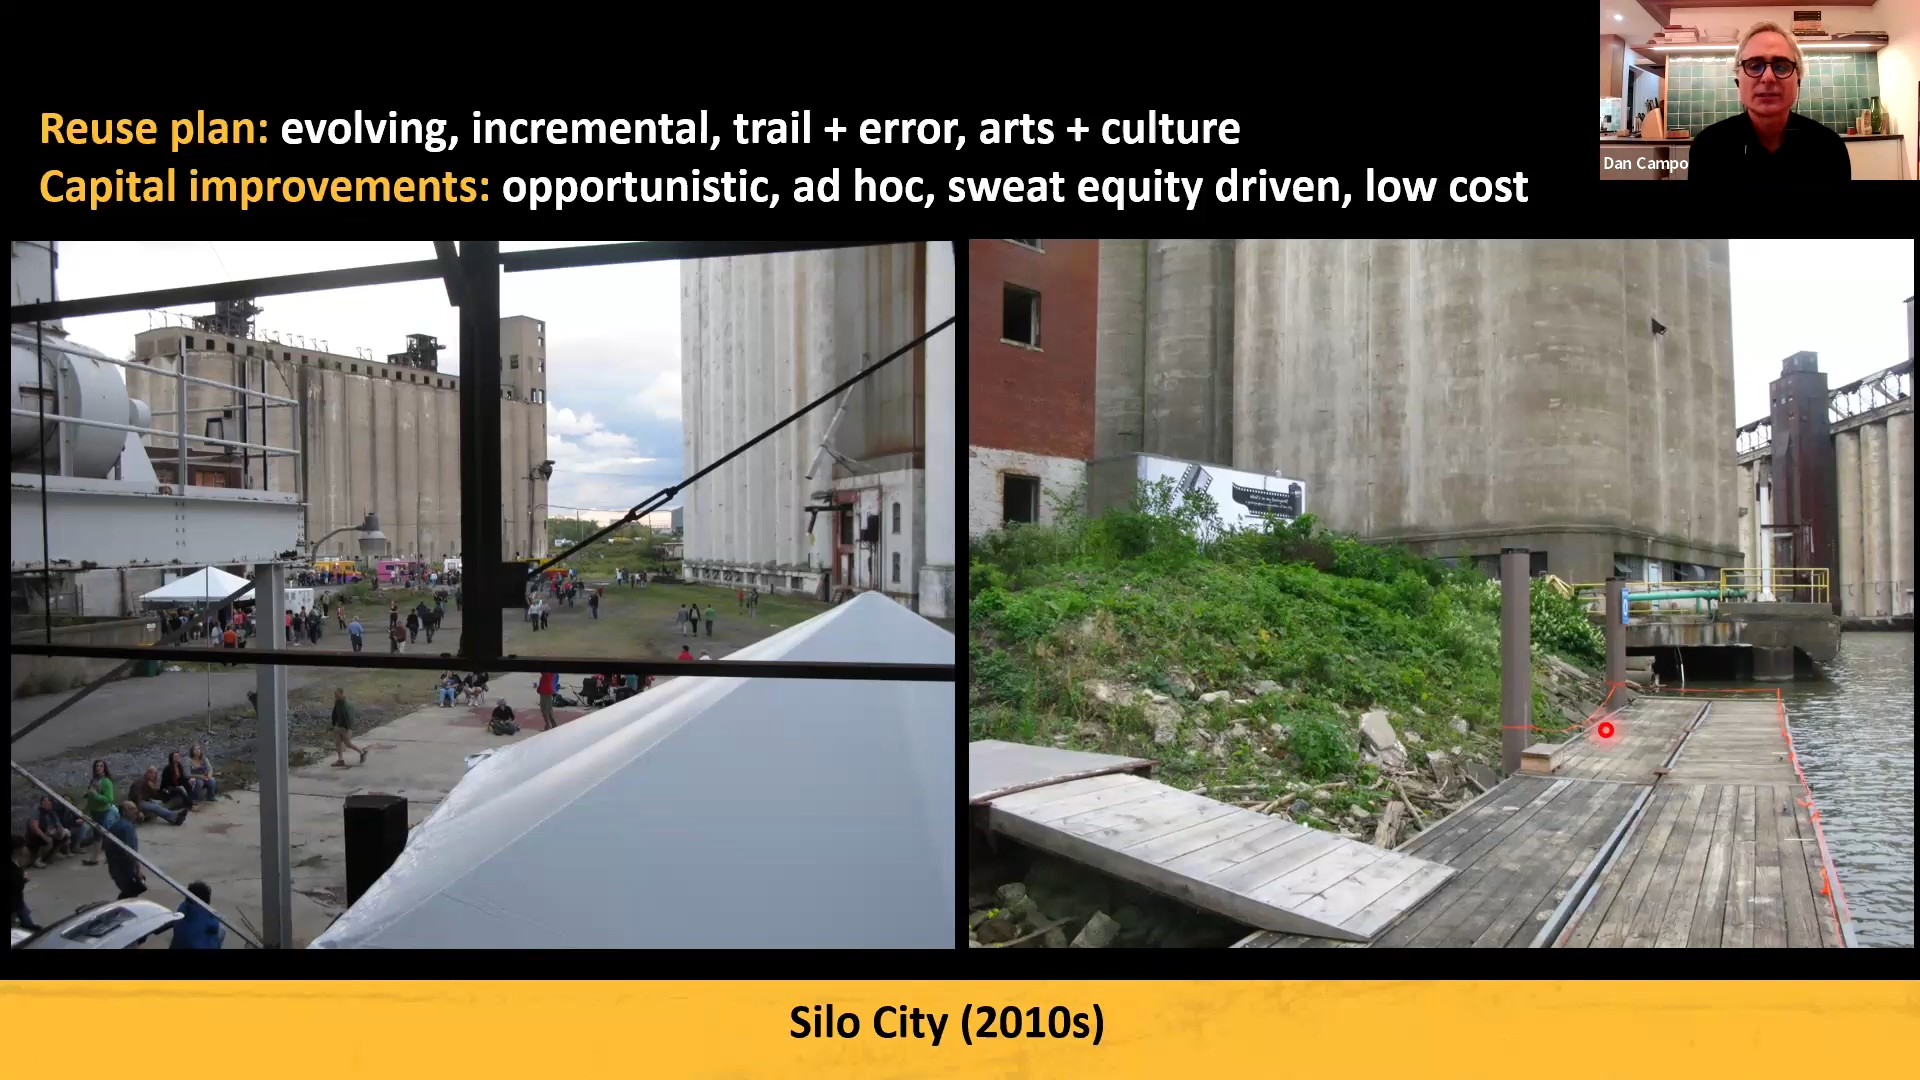 Reuse plan: evolving, incremental, trail + error, arts + culture
Capital improvements: opportunistic, ad hoc, sweat equity driven, low cost
Dan Campo
Silo City (2010s)